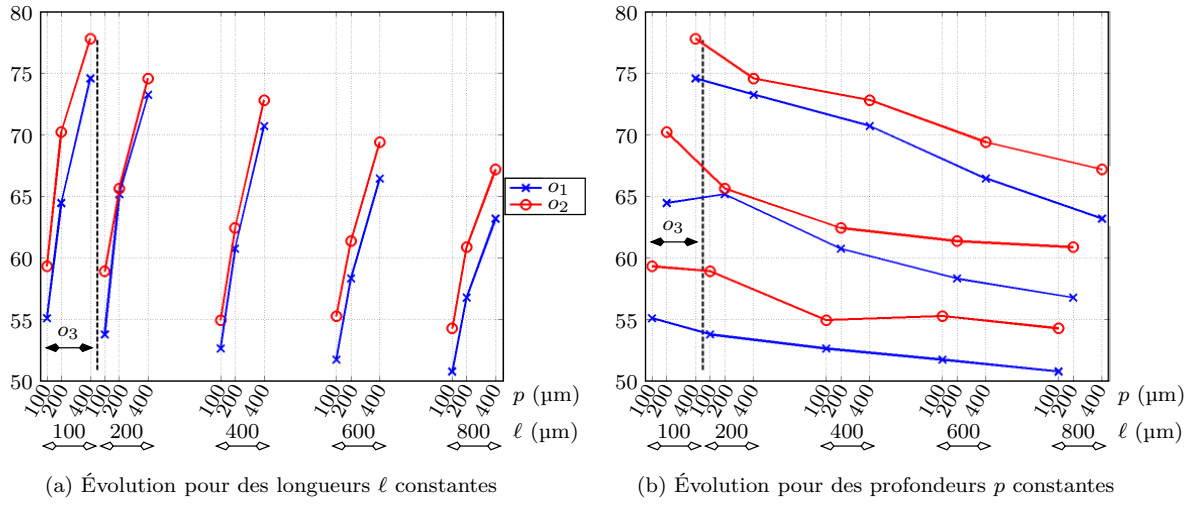 80
75
70
65
60
55
50
o3
o1
o2
100 200 400 100 200 400 100 200 400 100 200 400 100 200 400 p (µm)
100 200 400 600 800 ℓ (µm)
(a) Évolution pour des longueurs ℓ constantes
80
75
70
65
60
55
50
o3
100 200 400 100 200 400 100 200 400 100 200 400 100 200 400 p (µm)
100 200 400 600 800 ℓ (µm)
(b) Évolution pour des profondeurs p constantes